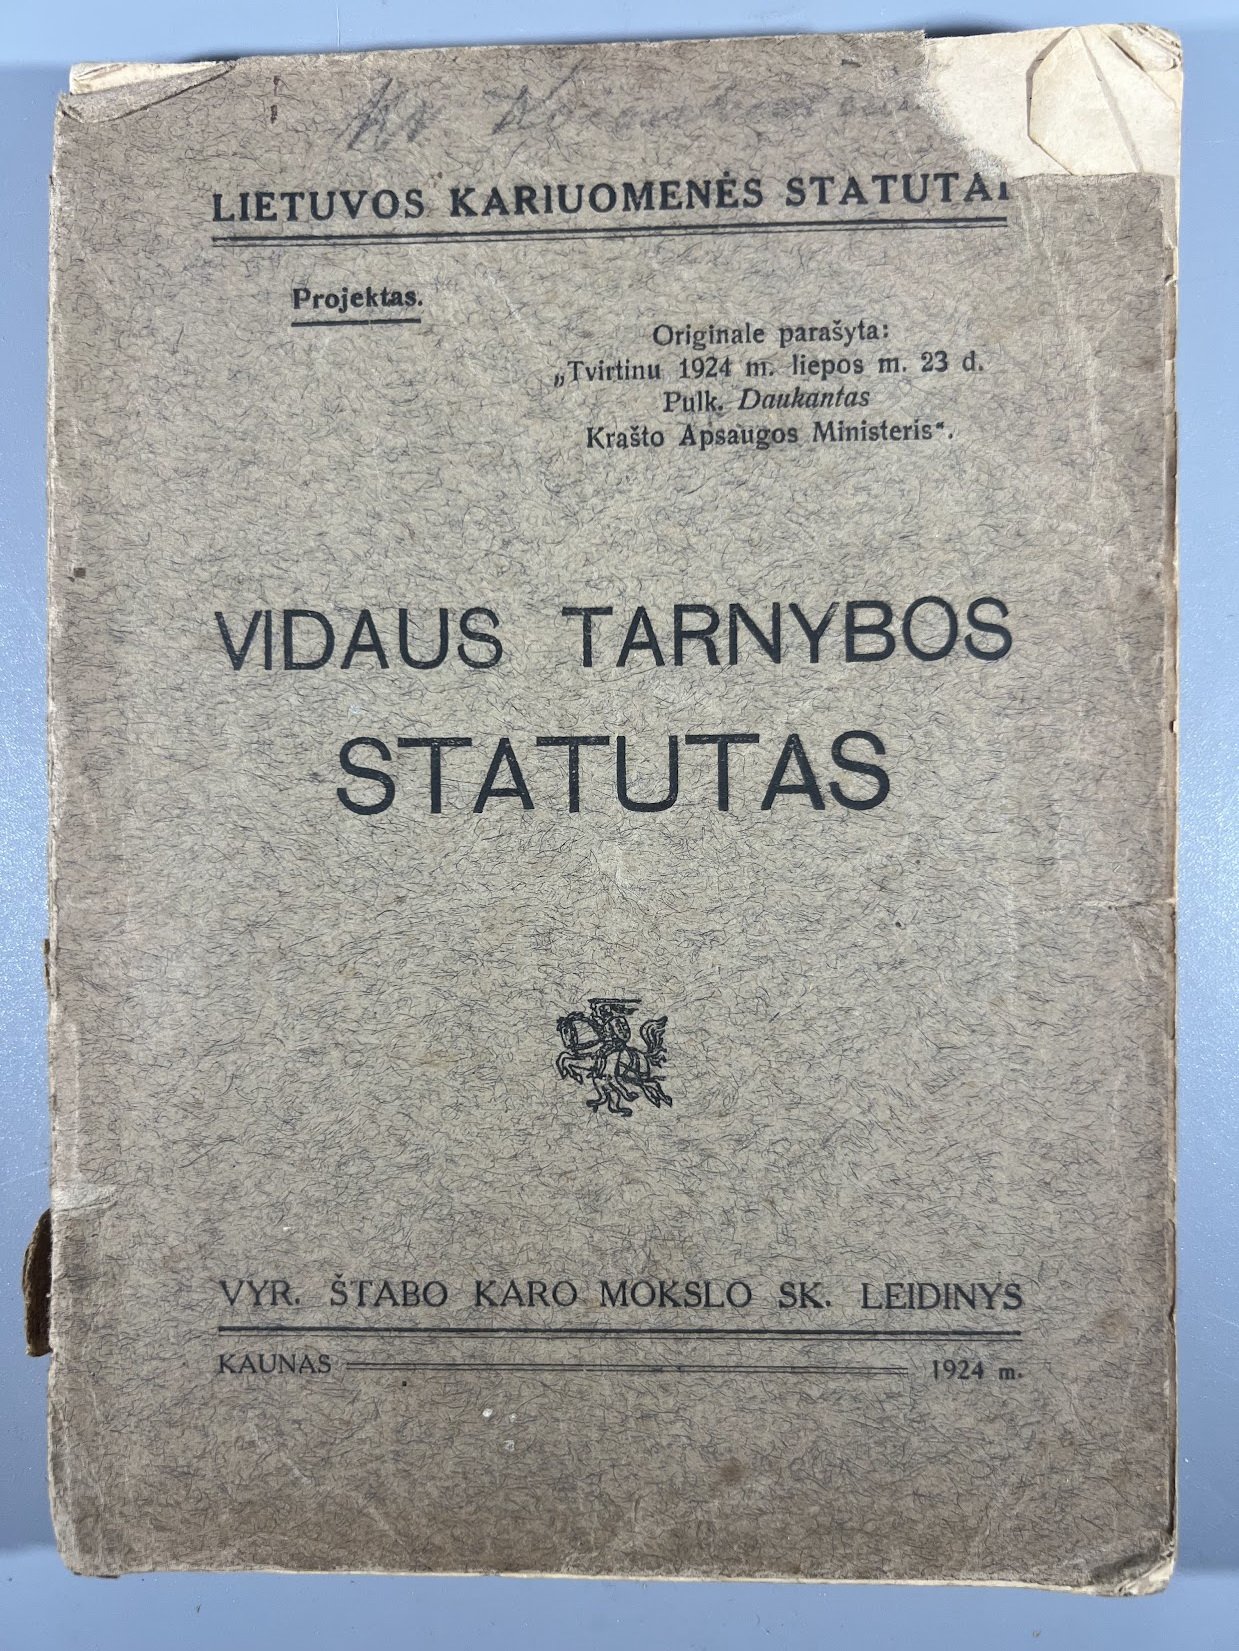 LIETUVOS KARIUOMENĖS STATUTAI
Projektas.
Originale parašyta:
„Tvirtinu 1924 m. liepos m. 23 d.
Pulk. Daukantas
Krašto Apsaugos Ministeris“.
VIDAUS TARNYBOS
STATUTAS
VYR. ŠTABO KARO MOKSLO SK. LEIDINYS
KAUNAS 1924 m.